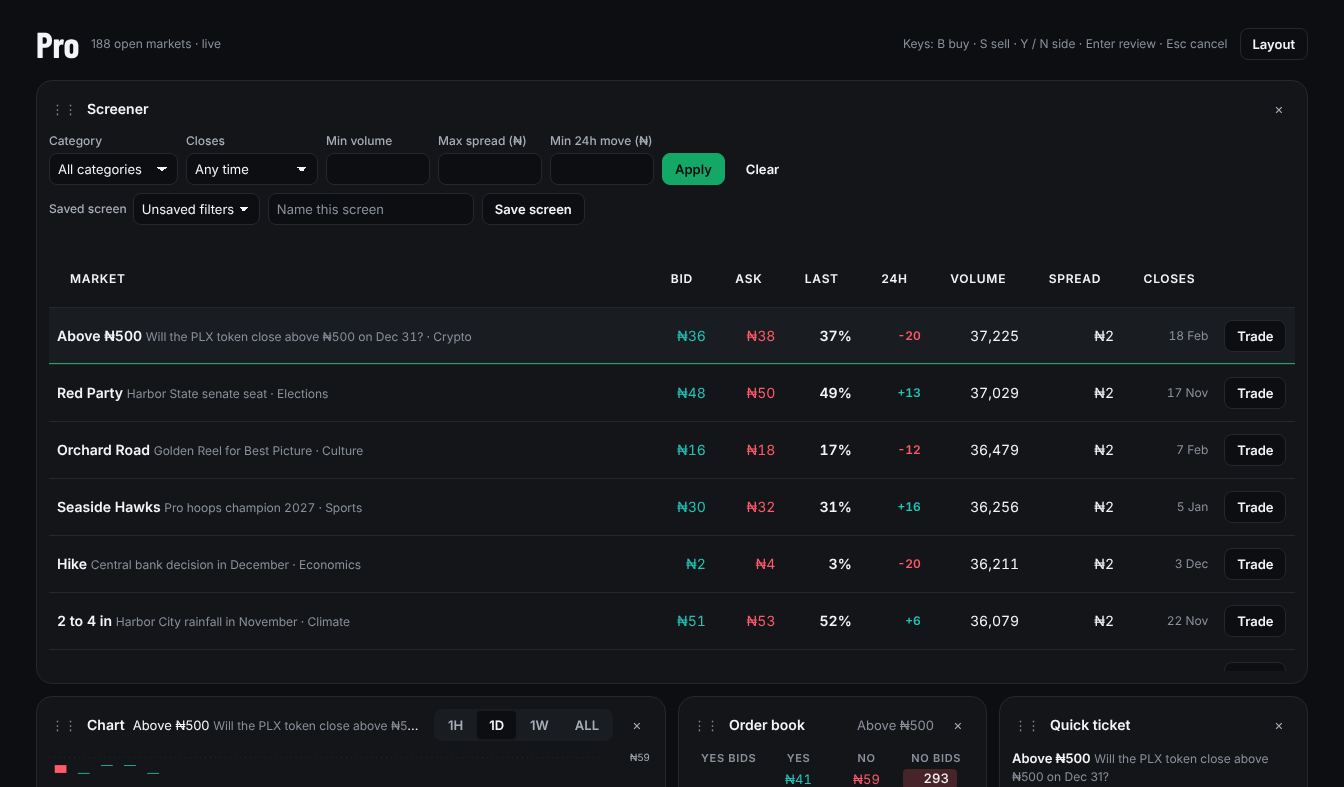 Pro 188 open markets · live Keys: B buy · S sell · Y / N side · Enter review · Esc cancel Layout
Screener ×
Category Closes Min volume Max spread (₦) Min 24h move (₦)
All categories Any time Apply Clear
Saved screen Unsaved filters Name this screen Save screen
MARKET BID ASK LAST 24H VOLUME SPREAD CLOSES
Above ₦500 Will the PLX token close above ₦500 on Dec 31? · Crypto ₦36 ₦38 37% -20 37,225 ₦2 18 Feb Trade
Red Party Harbor State senate seat · Elections ₦48 ₦50 49% +13 37,029 ₦2 17 Nov Trade
Orchard Road Golden Reel for Best Picture · Culture ₦16 ₦18 17% -12 36,479 ₦2 7 Feb Trade
Seaside Hawks Pro hoops champion 2027 · Sports ₦30 ₦32 31% +16 36,256 ₦2 5 Jan Trade
Hike Central bank decision in December · Economics ₦2 ₦4 3% -20 36,211 ₦2 3 Dec Trade
2 to 4 in Harbor City rainfall in November · Climate ₦51 ₦53 52% +6 36,079 ₦2 22 Nov Trade
Chart Above ₦500 Will the PLX token close above ₦5... 1H 1D 1W ALL ×
₦59
Order book Above ₦500 ×
YES BIDS YES NO NO BIDS
₦41 ₦59 293
Quick ticket ×
Above ₦500 Will the PLX token close above
₦500 on Dec 31?